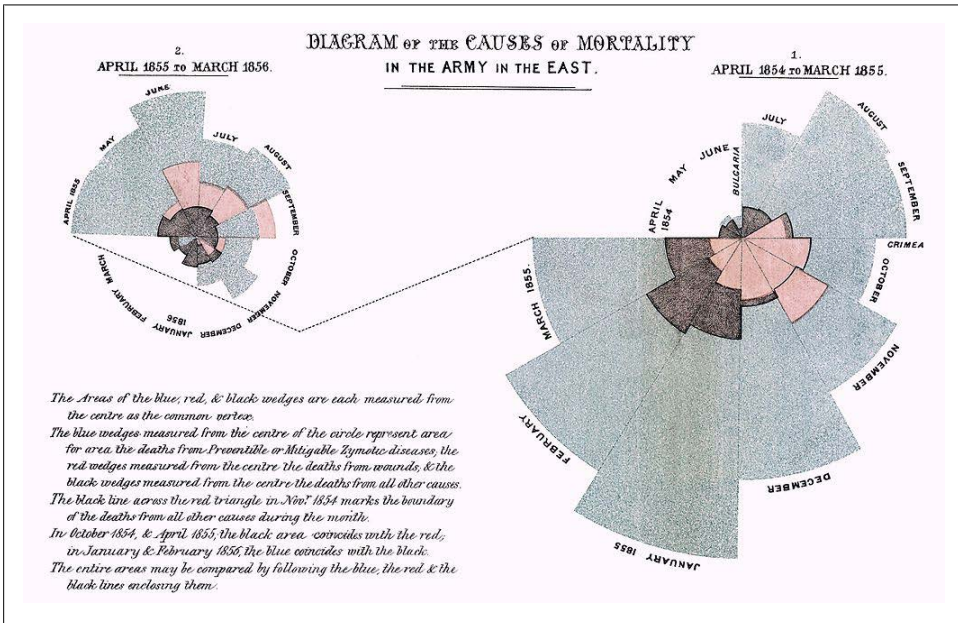 DIAGRAM OF THE CAUSES OF MORTALITY
IN THE ARMY IN THE EAST.
2.
APRIL 1855 TO MARCH 1856.
1.
APRIL 1854 TO MARCH 1855.
APRIL 1855
MAY
JUNE
JULY
AUGUST
SEPTEMBER
OCTOBER
NOVEMBER
DECEMBER
JANUARY
1856
FEBRUARY
MARCH
APRIL
1854
MAY
JUNE
BULGARIA
JULY
AUGUST
SEPTEMBER
CRIMEA
OCTOBER
NOVEMBER
DECEMBER
JANUARY 1855
FEBRUARY
MARCH 1855.
The Areas of the blue, red, & black wedges are each measured from
the centre as the common vertex.
The blue wedges measured from the centre of the circle represent area
for area the deaths from Preventible or Mitigable Zymotic diseases, the
red wedges measured from the centre the deaths from wounds, & the
black wedges measured from the centre the deaths from all other causes.
The black line across the red triangle in Novr. 1854 marks the boundary
of the deaths from all other causes during the month.
In October 1854, & April 1855, the black area coincides with the red,
in January & February 1856, the blue coincides with the black.
The entire areas may be compared by following the blue, the red & the
black lines enclosing them.